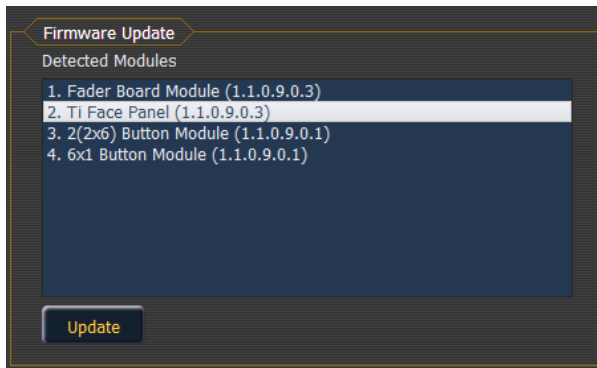 Firmware Update
Detected Modules
1. Fader Board Module (1.1.0.9.0.3)
2. Ti Face Panel (1.1.0.9.0.3)
3. 2(2x6) Button Module (1.1.0.9.0.1)
4. 6x1 Button Module (1.1.0.9.0.1)
Update